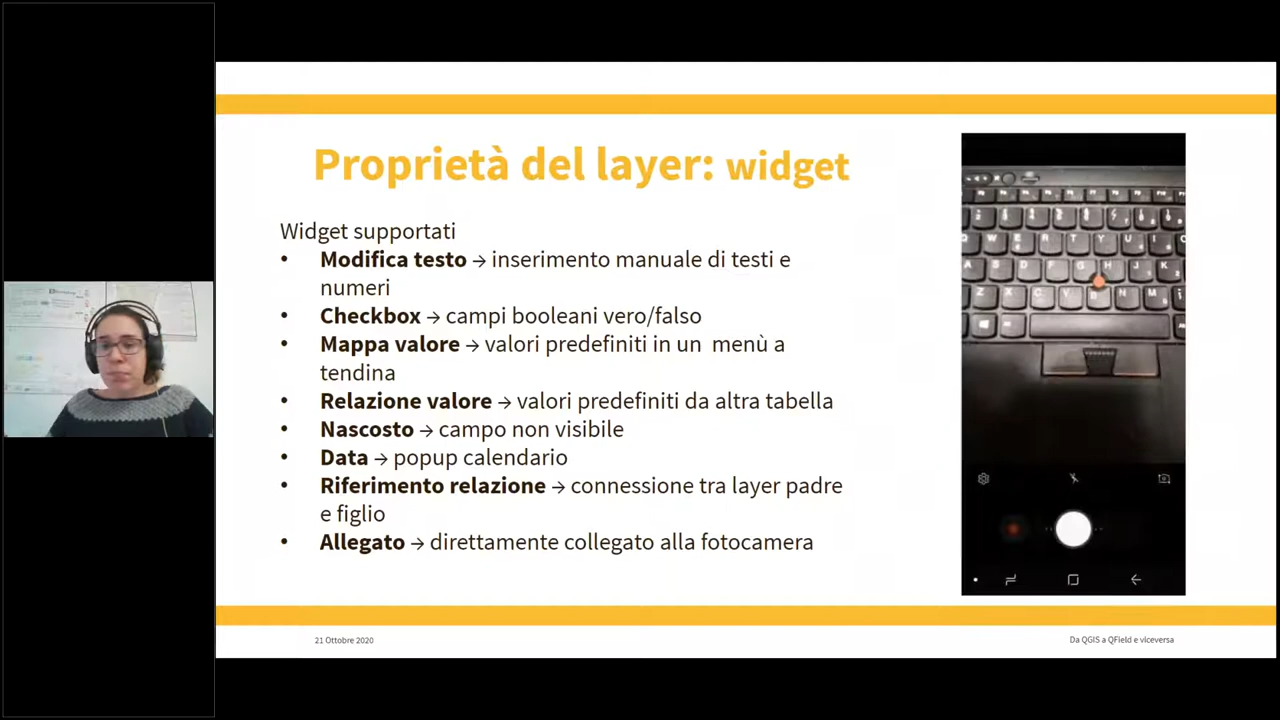 Proprietà del layer: widget
Widget supportati
• Modifica testo → inserimento manuale di testi e
numeri
• Checkbox → campi booleani vero/falso
• Mappa valore → valori predefiniti in un menù a
tendina
• Relazione valore → valori predefiniti da altra tabella
• Nascosto → campo non visibile
• Data → popup calendario
• Riferimento relazione → connessione tra layer padre
e figlio
• Allegato → direttamente collegato alla fotocamera
21 Ottobre 2020
Da QGIS a QField e viceversa